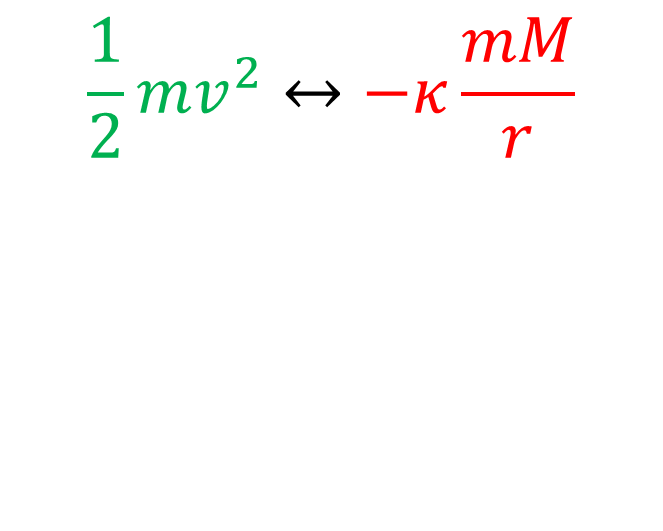 1/2 mv² ↔ −κ mM/r